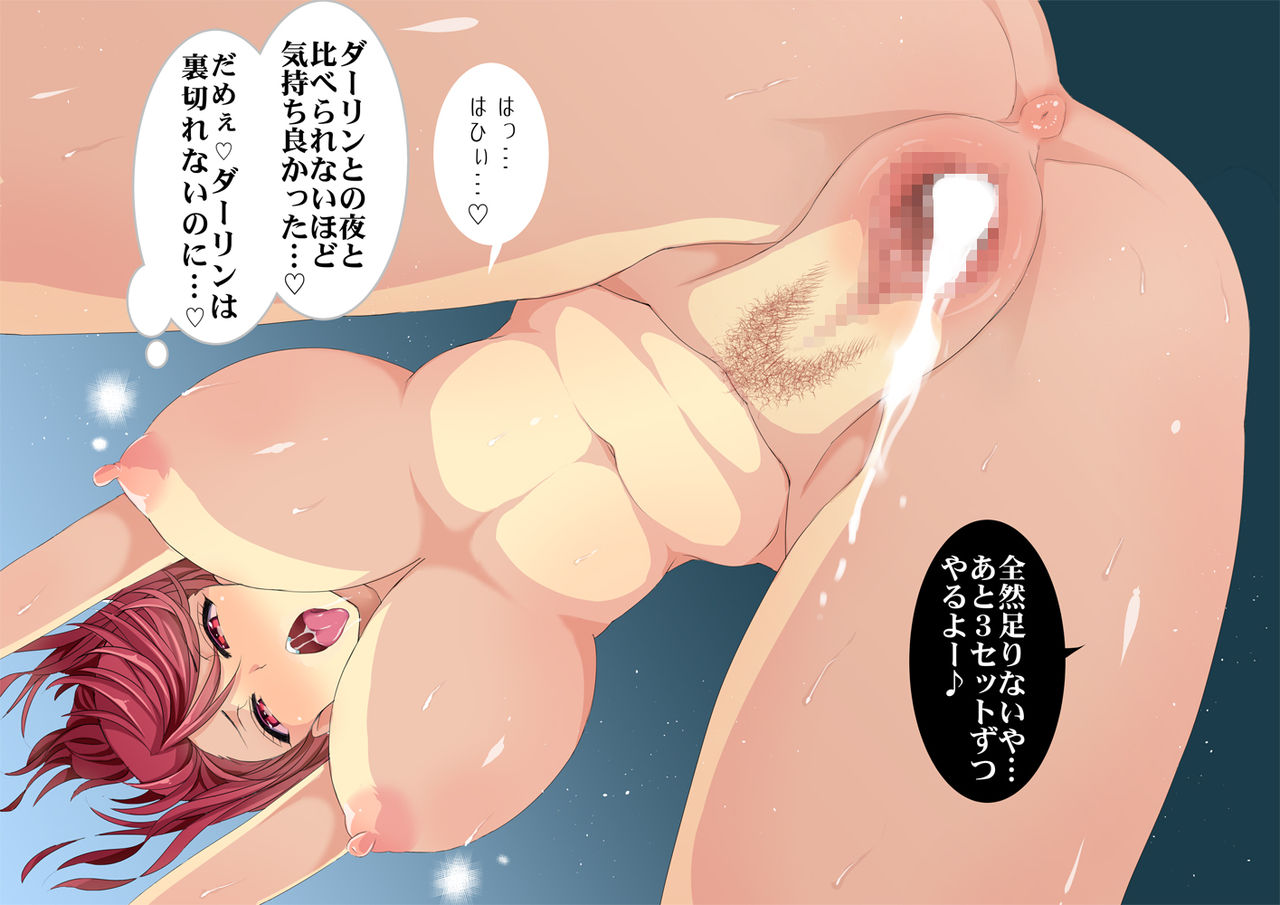 はっ…
はひぃ…♡
ダーリンとの夜と
比べられないほど
気持ち良かった…♡
だめぇ♡ダーリンは
裏切れないのに…♡
全然足りないや…
あと3セットずつ
やるよー♪